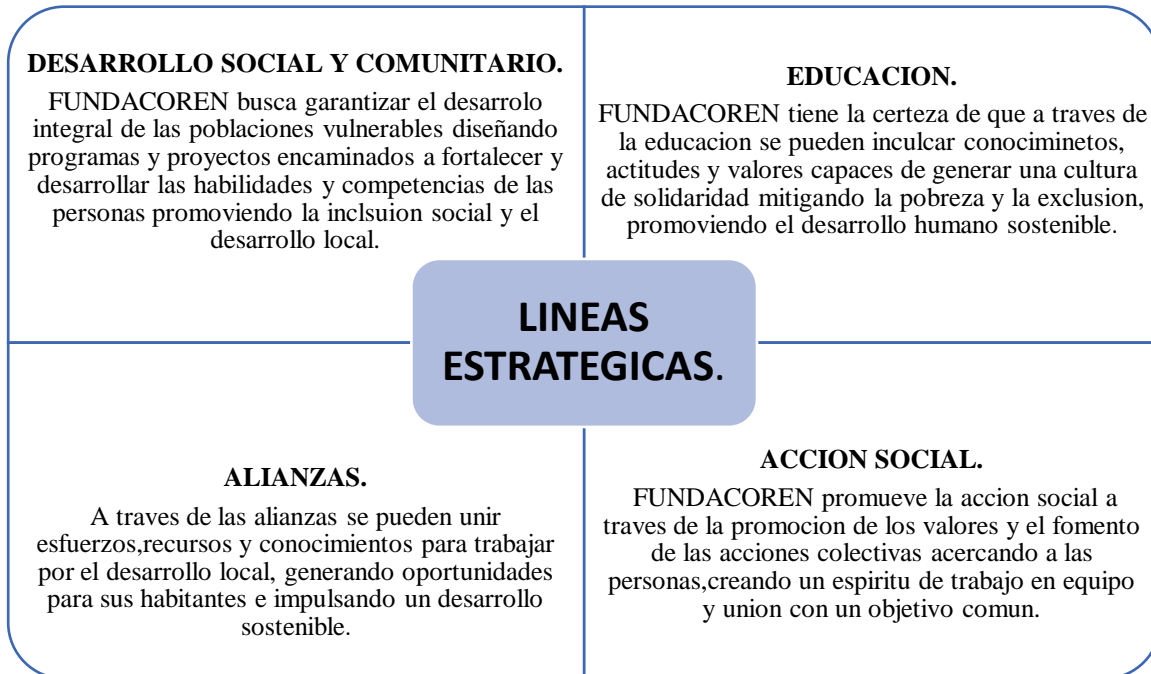 DESARROLLO SOCIAL Y COMUNITARIO.
FUNDACOREN busca garantizar el desarrolo
integral de las poblaciones vulnerables diseñando
programas y proyectos encaminados a fortalecer y
desarrollar las habilidades y competencias de las
personas promoviendo la inclsuion social y el
desarrollo local.
EDUCACION.
FUNDACOREN tiene la certeza de que a traves de
la educacion se pueden inculcar conociminetos,
actitudes y valores capaces de generar una cultura
de solidaridad mitigando la pobreza y la exclusion,
promoviendo el desarrollo humano sostenible.
LINEAS
ESTRATEGICAS.
ALIANZAS.
A traves de las alianzas se pueden unir
esfuerzos,recursos y conocimientos para trabajar
por el desarrollo local, generando oportunidades
para sus habitantes e impulsando un desarrollo
sostenible.
ACCION SOCIAL.
FUNDACOREN promueve la accion social a
traves de la promocion de los valores y el fomento
de las acciones colectivas acercando a las
personas,creando un espiritu de trabajo en equipo
y union con un objetivo comun.